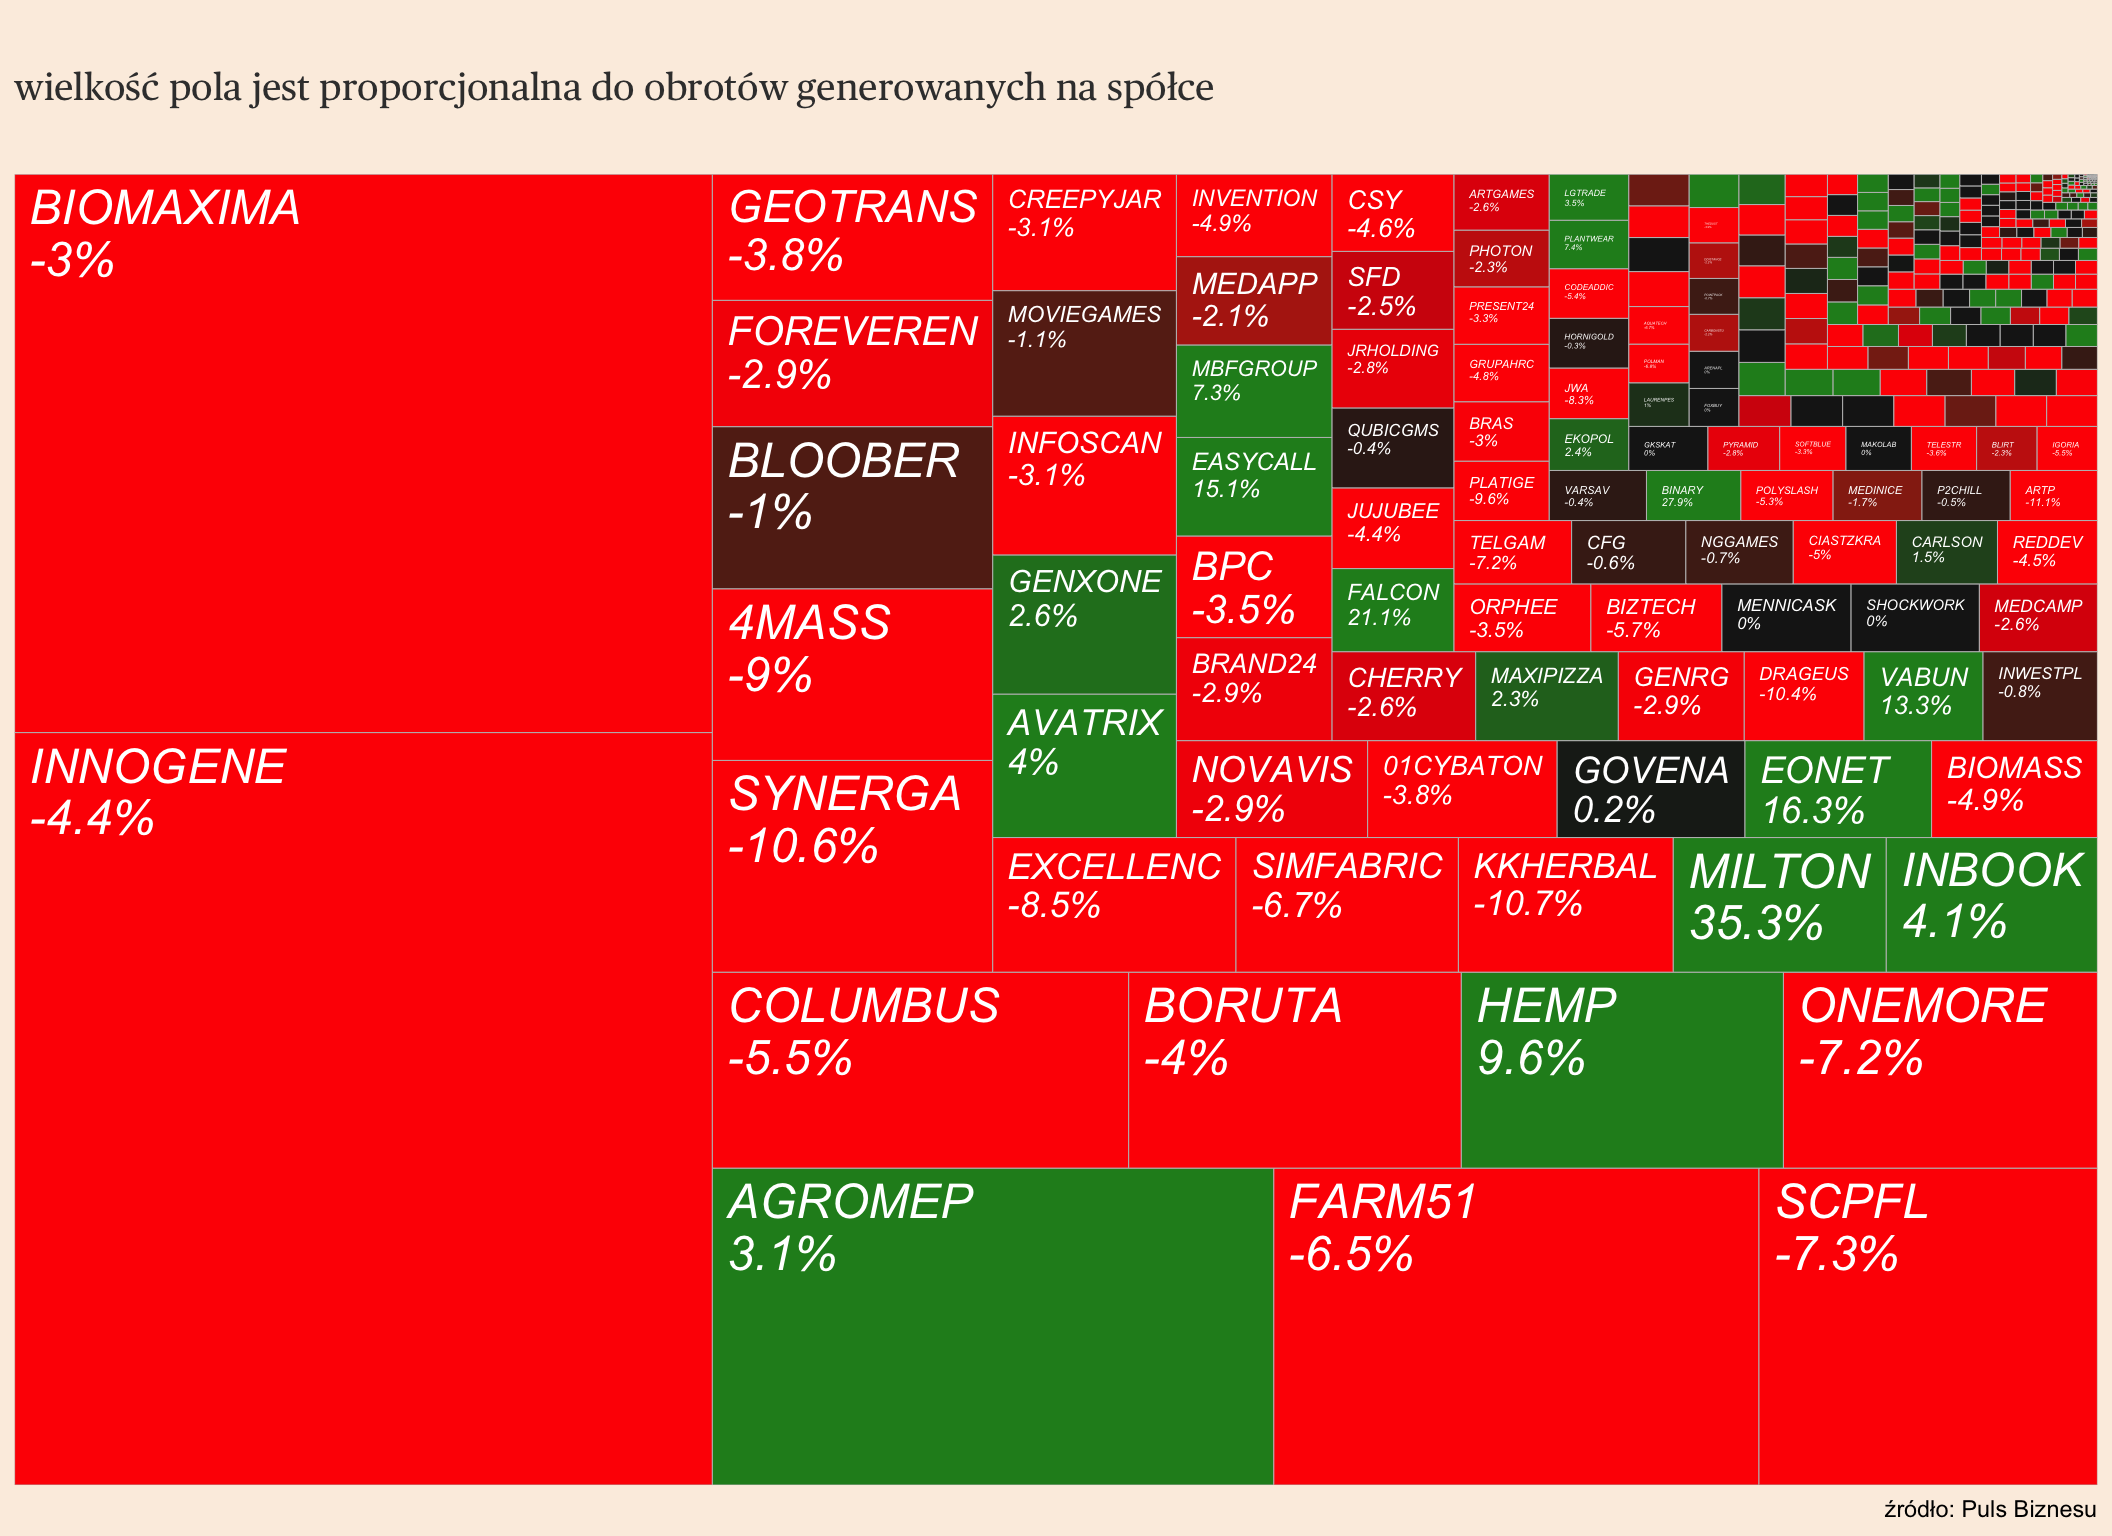 wielkość pola jest proporcjonalna do obrotów generowanych na spółce
BIOMAXIMA
-3%
INNOGENE
-4.4%
GEOTRANS
-3.8%
FOREVEREN
-2.9%
BLOOBER
-1%
4MASS
-9%
SYNERGA
-10.6%
CREEPYJAR
-3.1%
MOVIEGAMES
-1.1%
INFOSCAN
-3.1%
GENXONE
2.6%
AVATRIX
4%
INVENTION
-4.9%
MEDAPP
-2.1%
MBFGROUP
7.3%
EASYCALL
15.1%
BPC
-3.5%
BRAND24
-2.9%
CSY
-4.6%
SFD
-2.5%
JRHOLDING
-2.8%
QUBICGMS
-0.4%
JUJUBEE
-4.4%
FALCON
21.1%
ARTGAMES
-2.6%
PHOTON
-2.3%
PRESENT24
-3.3%
GRUPAHRC
-4.8%
BRAS
-3%
PLATIGE
-9.6%
LGTRADE
3.5%
PLANTWEAR
7.4%
CODEADDIC
-5.4%
HORNIGOLD
-0.3%
JWA
-8.3%
EKOPOL
2.4%
AQUATECH
POLMAN
LAURENPES
1%
ARENAPL
0%
FOXBUY
0%
GKSKAT
0%
PYRAMID
-2.8%
SOFTBLUE
-3.3%
MAKOLAB
0%
TELESTR
-3.6%
BLIRT
-2.3%
IGORIA
-5.5%
VARSAV
-0.4%
BINARY
27.9%
POLYSLASH
-5.3%
MEDINICE
-1.7%
P2CHILL
-0.5%
ARTP
-11.1%
TELGAM
-7.2%
CFG
-0.6%
NGGAMES
-0.7%
CIASTZKRA
-5%
CARLSON
1.5%
REDDEV
-4.5%
ORPHEE
-3.5%
BIZTECH
-5.7%
MENNICASK
0%
SHOCKWORK
0%
MEDCAMP
-2.6%
CHERRY
-2.6%
MAXIPIZZA
2.3%
GENRG
-2.9%
DRAGEUS
-10.4%
VABUN
13.3%
INWESTPL
-0.8%
NOVAVIS
-2.9%
01CYBATON
-3.8%
GOVENA
0.2%
EONET
16.3%
BIOMASS
-4.9%
EXCELLENC
-8.5%
SIMFABRIC
-6.7%
KKHERBAL
-10.7%
MILTON
35.3%
INBOOK
4.1%
COLUMBUS
-5.5%
BORUTA
-4%
HEMP
9.6%
ONEMORE
-7.2%
AGROMEP
3.1%
FARM51
-6.5%
SCPFL
-7.3%
źródło: Puls Biznesu